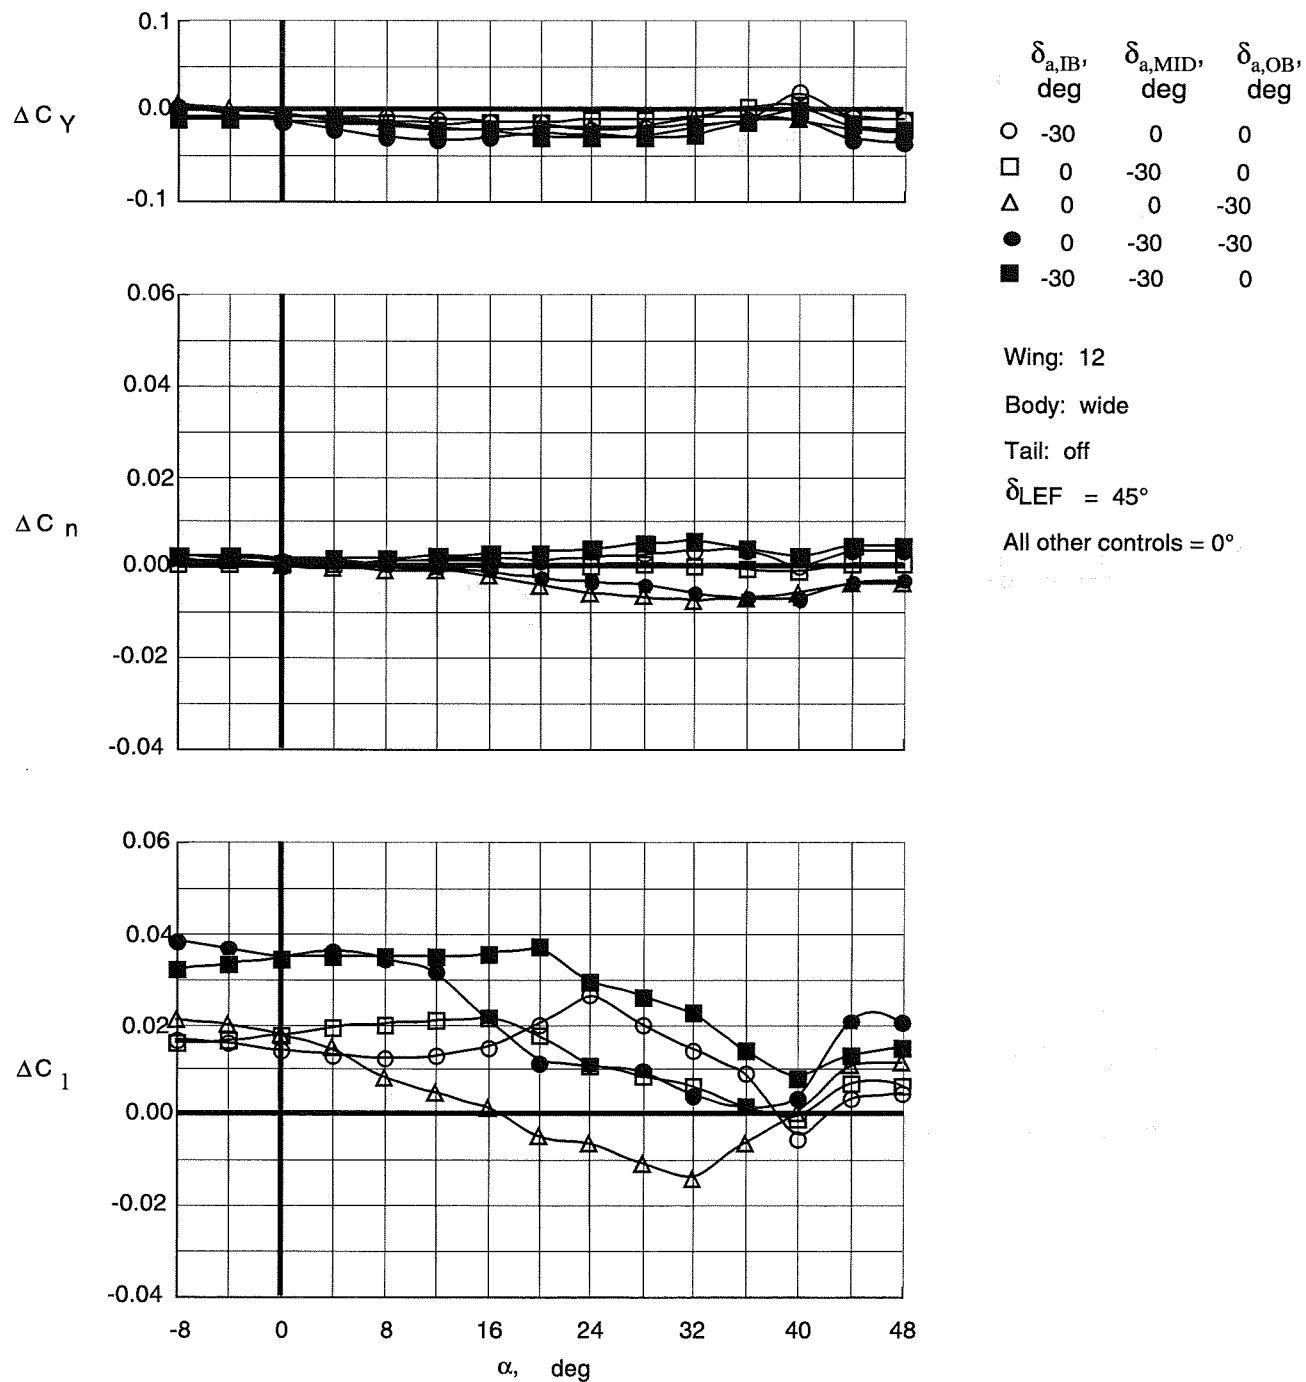 0.1
Δ C Y
0.0
-0.1
0.06
0.04
0.02
Δ C n
0.00
-0.02
-0.04
0.06
0.04
0.02
Δ C l
0.00
-0.02
-0.04
-8 0 8 16 24 32 40 48
α, deg
δa,IB, δa,MID, δa,OB,
deg deg deg
-30 0 0
0 -30 0
0 0 -30
0 -30 -30
-30 -30 0
Wing: 12
Body: wide
Tail: off
δLEF = 45°
All other controls = 0°